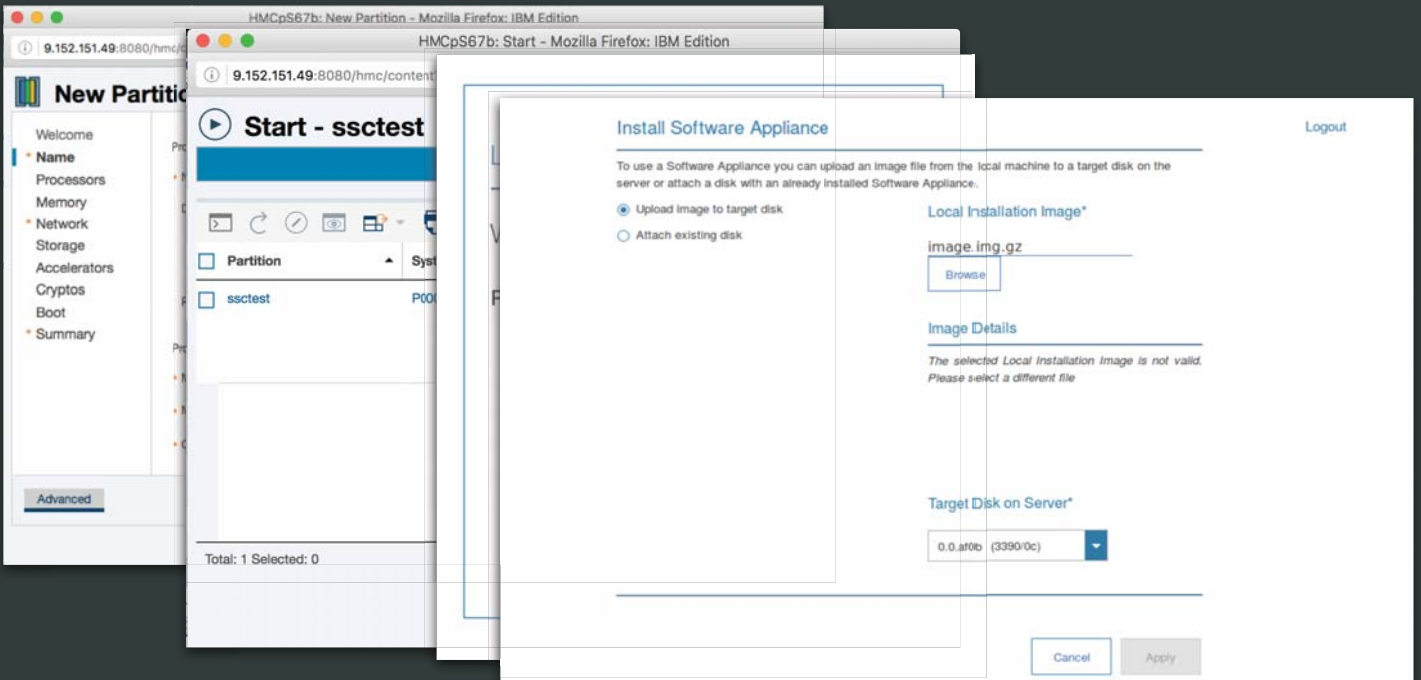 HMCpS67b: New Partition - Mozilla Firefox: IBM Edition
9.152.151.49:8080/hmc/
New Partitio
Welcome
* Name
Processors
Memory
* Network
Storage
Accelerators
Cryptos
Boot
* Summary
Advanced
HMCpS67b: Start - Mozilla Firefox: IBM Edition
9.152.151.49:8080/hmc/content
Start - ssctest
Partition
Syst
ssctest
P00
Total: 1 Selected: 0
Install Software Appliance
Logout
To use a Software Appliance you can upload an image file from the local machine to a target disk on the
server or attach a disk with an already installed Software Appliance.
Upload image to target disk
Attach existing disk
Local Installation Image*
image.img.gz
Browse
Image Details
The selected Local Installation Image is not valid.
Please select a different file
Target Disk on Server*
(3390/0c)
Cancel
Apply